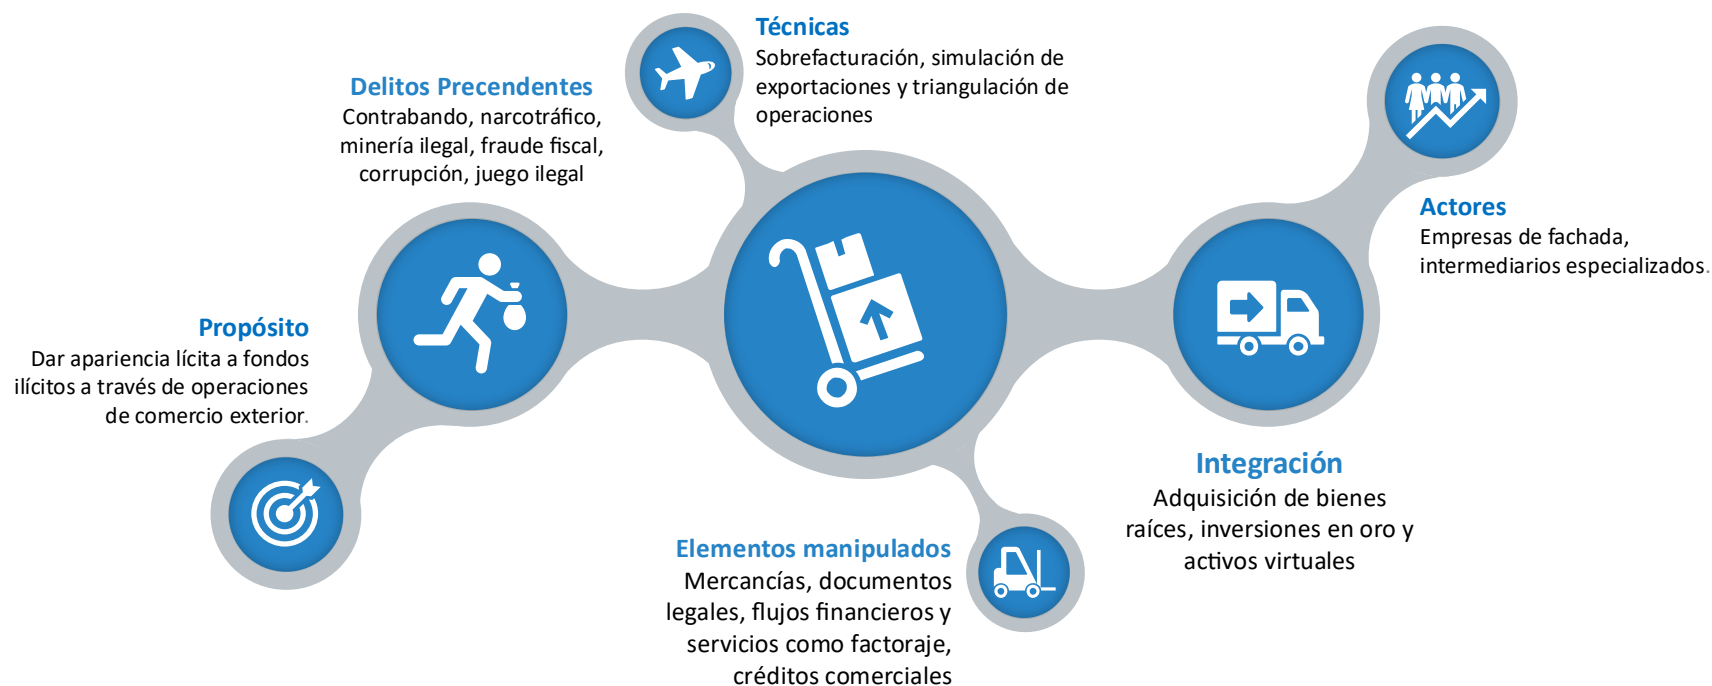 Técnicas
Sobrefacturación, simulación de
exportaciones y triangulación de
operaciones
Delitos Precendentes
Contrabando, narcotráfico,
minería ilegal, fraude fiscal,
corrupción, juego ilegal
Actores
Empresas de fachada,
intermediarios especializados.
Propósito
Dar apariencia lícita a fondos
ilícitos a través de operaciones
de comercio exterior.
Integración
Adquisición de bienes
raíces, inversiones en oro y
activos virtuales
Elementos manipulados
Mercancías, documentos
legales, flujos financieros y
servicios como factoraje,
créditos comerciales